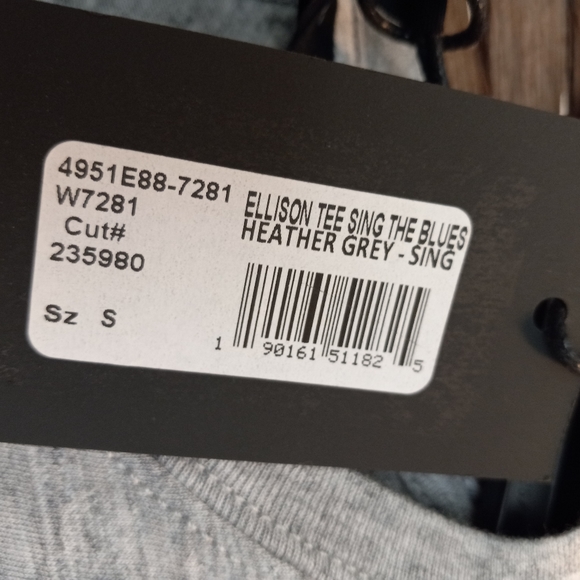 4951E88-7281
W7281
Cut#
235980
Sz S
ELLISON TEE SING THE BLUES
HEATHER GREY - SING
1 90161 51182 5